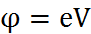 φ = eV